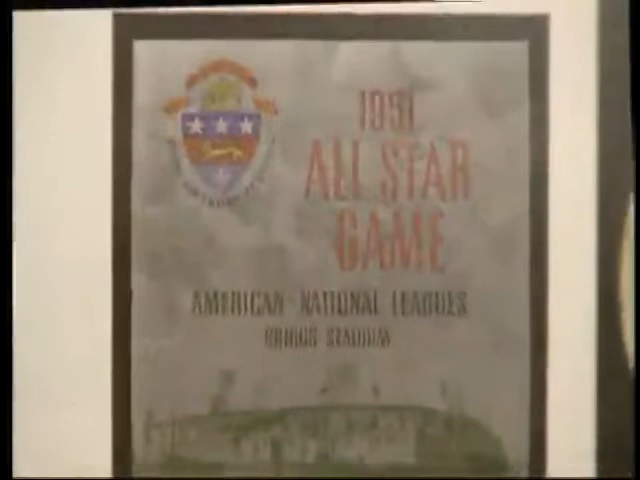 1951
ALL STAR
GAME
AMERICAN - NATIONAL LEAGUES
BRIGGS STADIUM